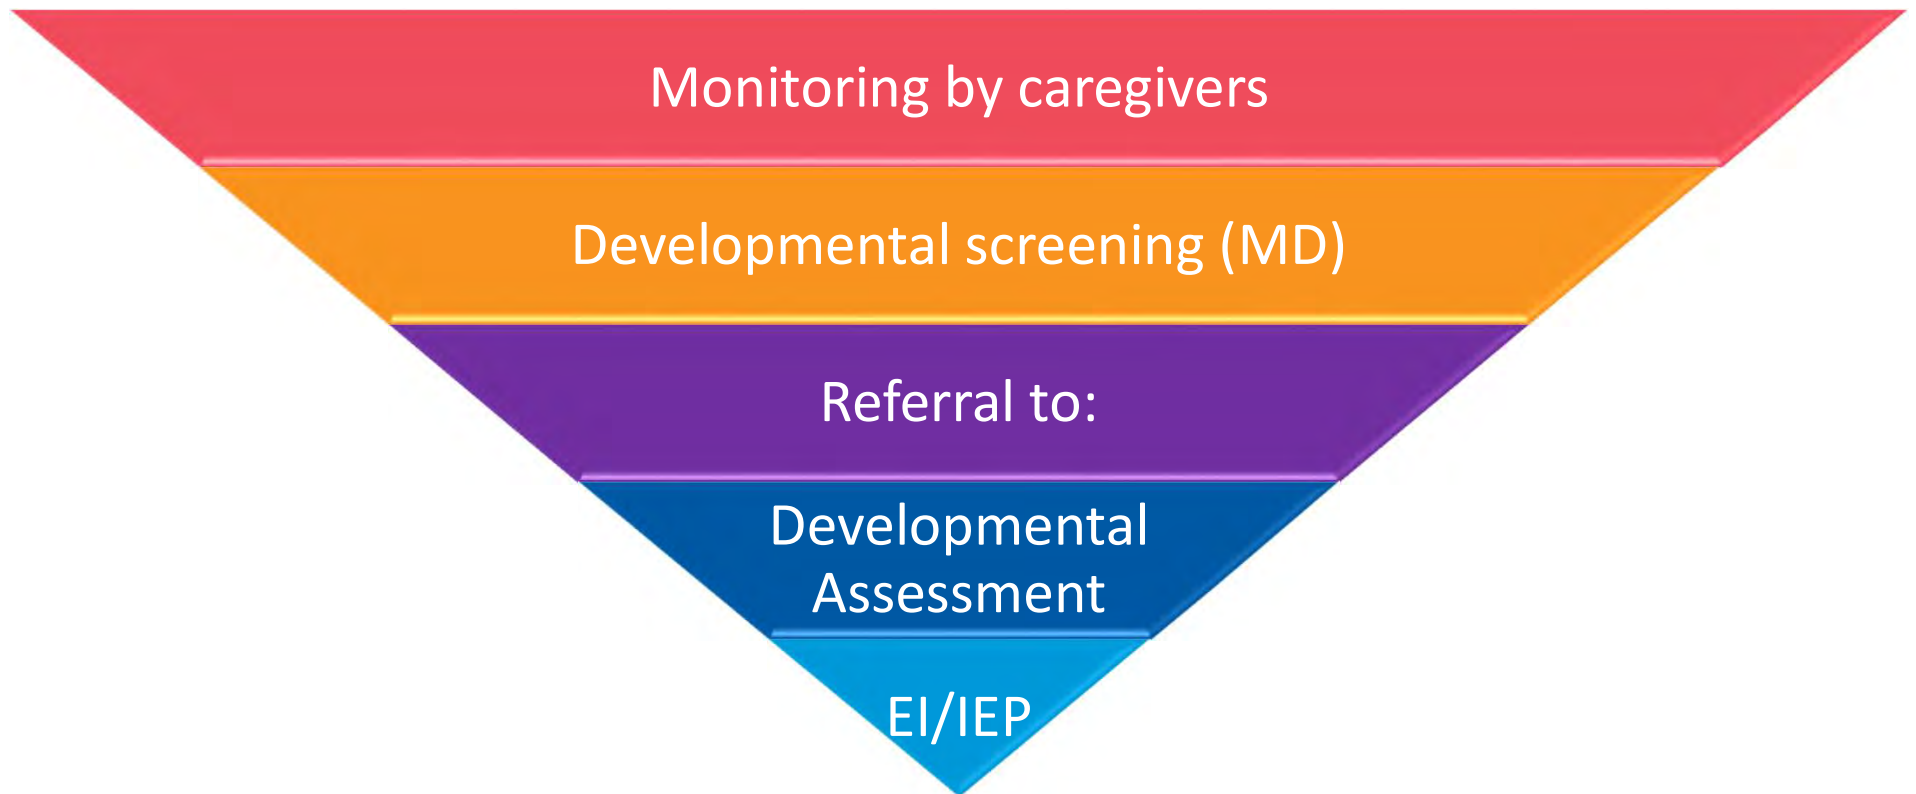 Monitoring by caregivers
Developmental screening (MD)
Referral to:
Developmental
Assessment
EI/IEP